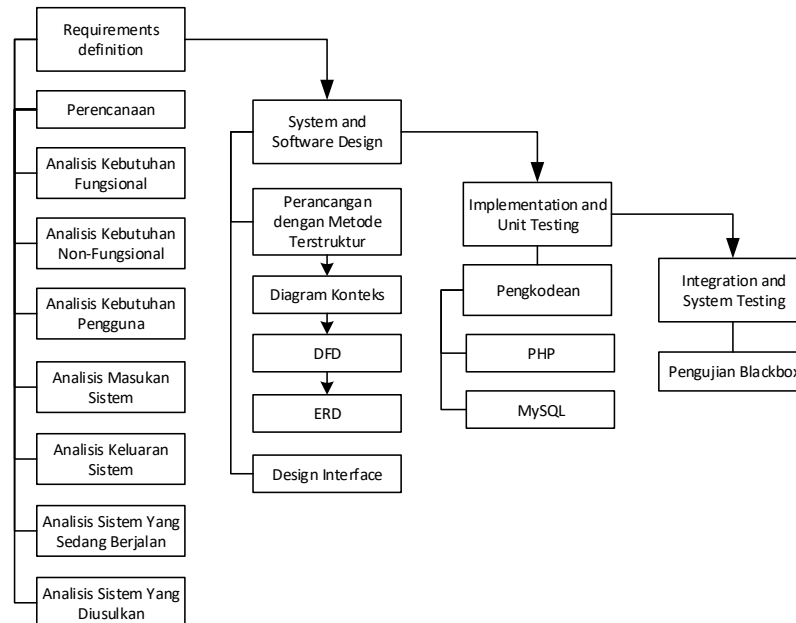 Requirements
definition
Perencanaan
Analisis Kebutuhan
Fungsional
Analisis Kebutuhan
Non-Fungsional
Analisis Kebutuhan
Pengguna
Analisis Masukan
Sistem
Analisis Keluaran
Sistem
Analisis Sistem Yang
Sedang Berjalan
Analisis Sistem Yang
Diusulkan
System and
Software Design
Perancangan
dengan Metode
Terstruktur
Diagram Konteks
DFD
ERD
Design Interface
Implementation and
Unit Testing
Pengkodean
PHP
MySQL
Integration and
System Testing
Pengujian Blackbox